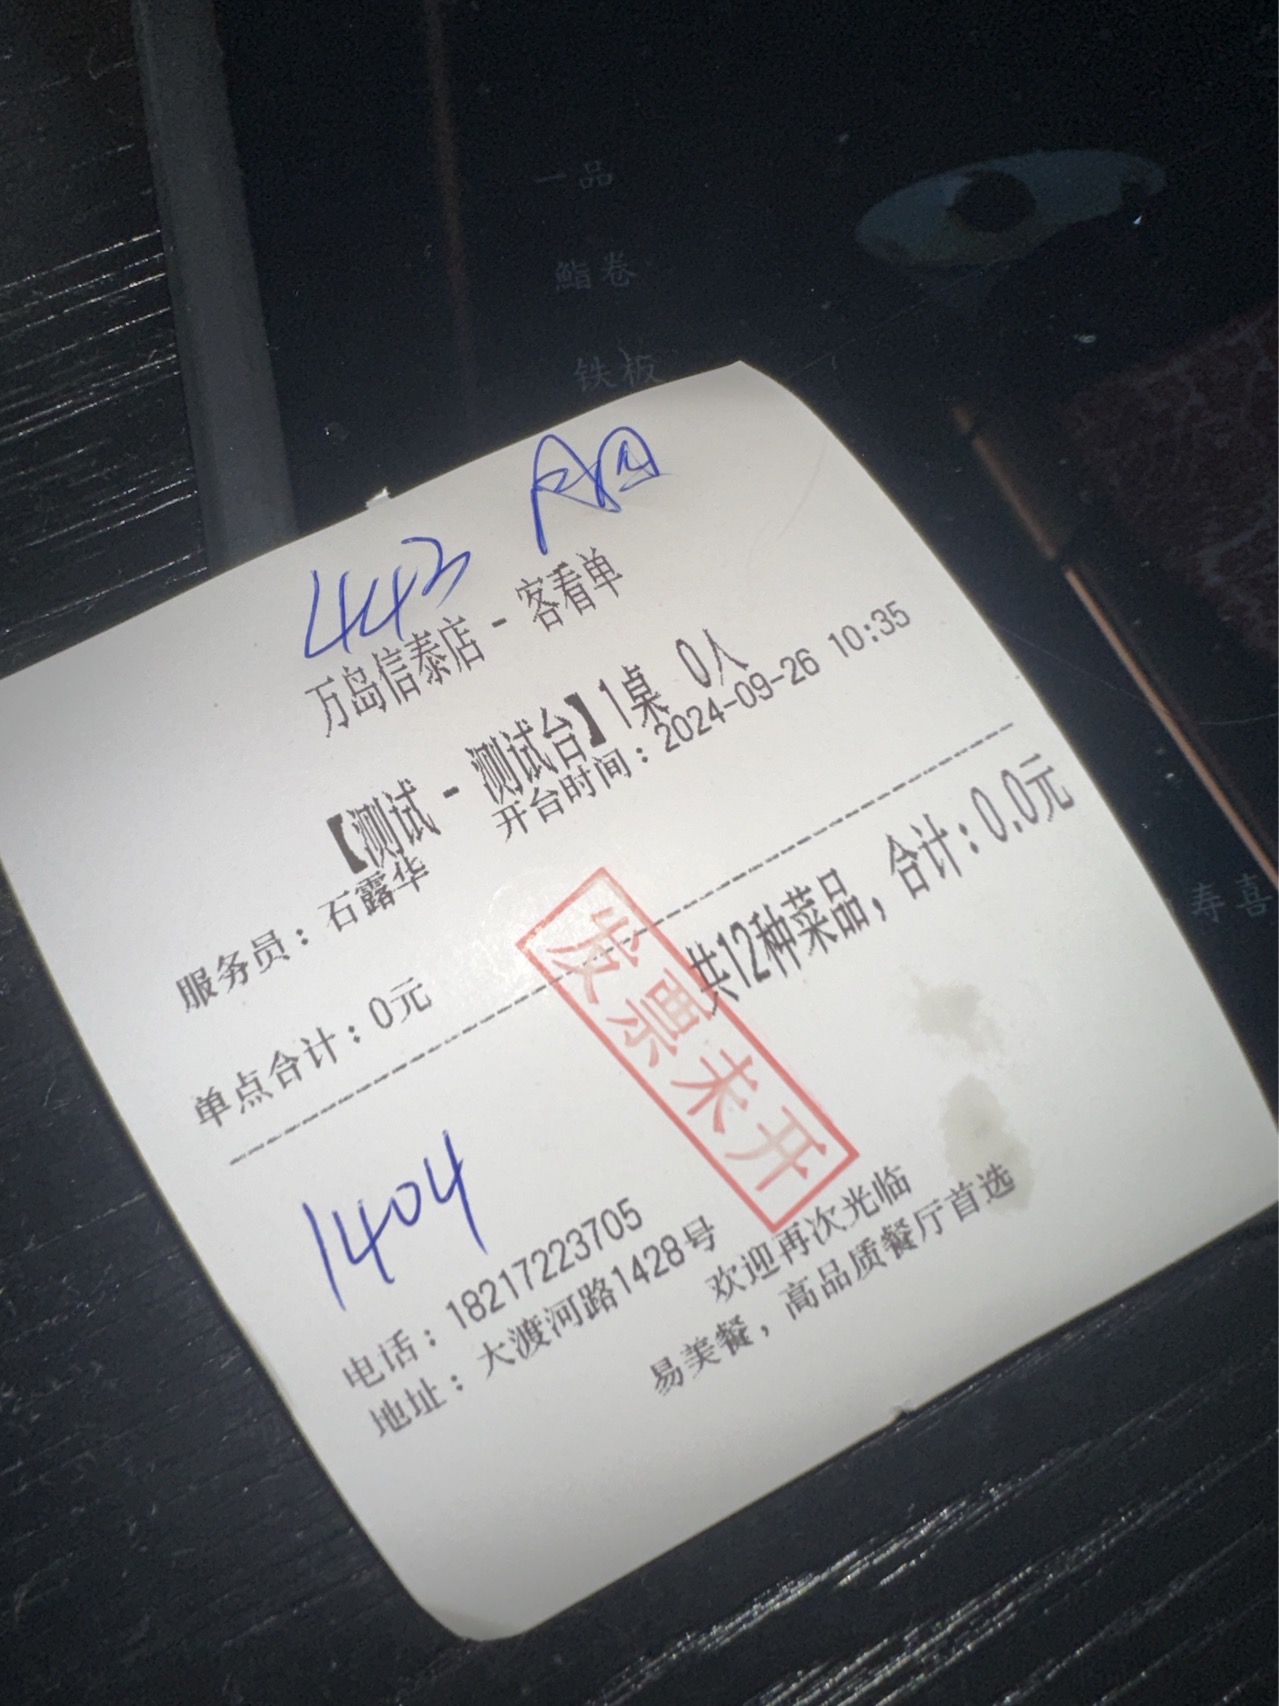 一品
鮨卷
铁板
443
万岛信泰店 - 客看单
【测试 - 测试台】1桌 0人
开台时间：2024-09-26 10:35
服务员：石露华
共12种菜品，合计：0.0元
单点合计：0元
发票未开
1404
电话：18217223705
地址：大渡河路1428号
欢迎再次光临
易美餐，高品质餐厅首选
寿喜